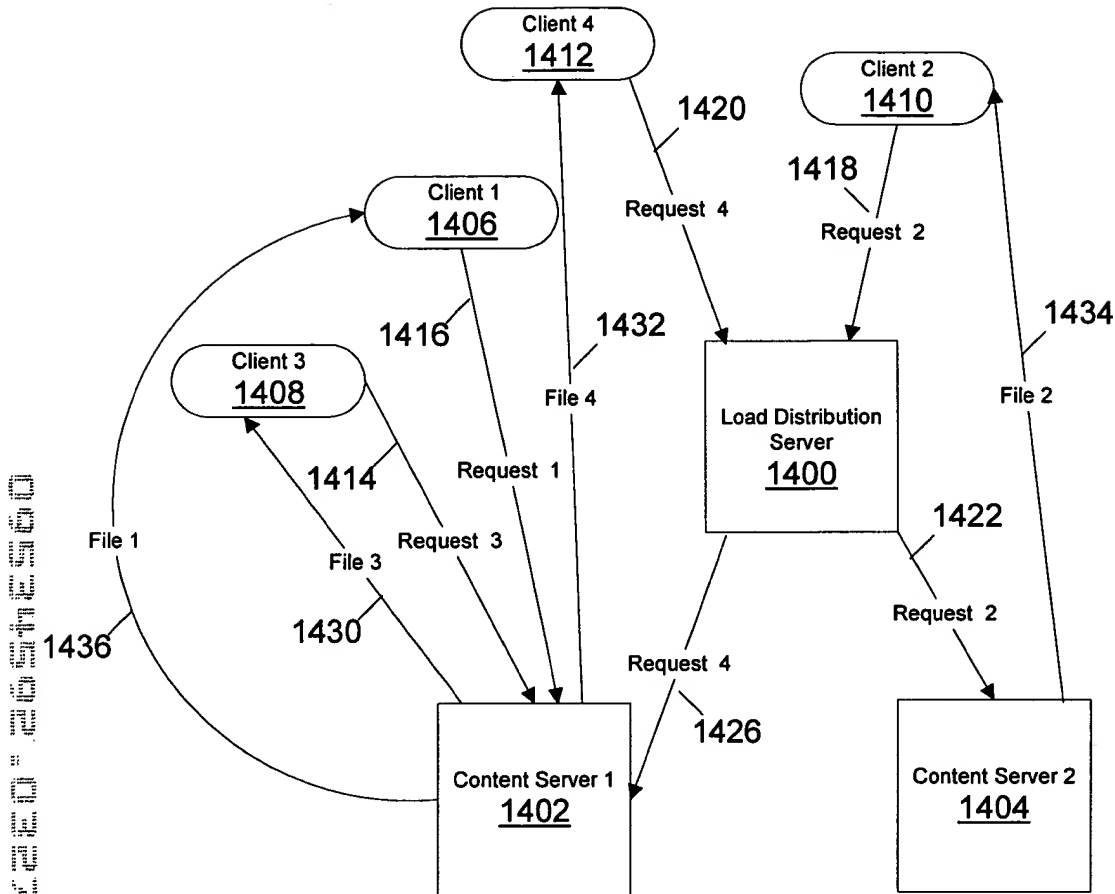 Client 4
1412
Client 2
1410
1420
1418
Client 1
1406
Request 4
Request 2
1416
1432
1434
Client 3
1408
File 4
File 2
Load Distribution
Server
1400
1414
Request 1
1422
File 1
Request 3
File 3
1436
1430
Request 2
Request 4
1426
Content Server 1
1402
Content Server 2
1404